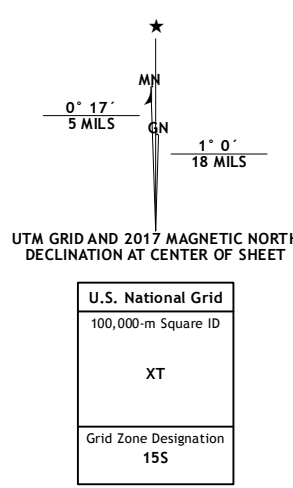 ★
MN
0° 17´
5 MILS
GN
1° 0´
18 MILS
UTM GRID AND 2017 MAGNETIC NORTH
DECLINATION AT CENTER OF SHEET
U.S. National Grid
100,000-m Square ID
XT
Grid Zone Designation
15S